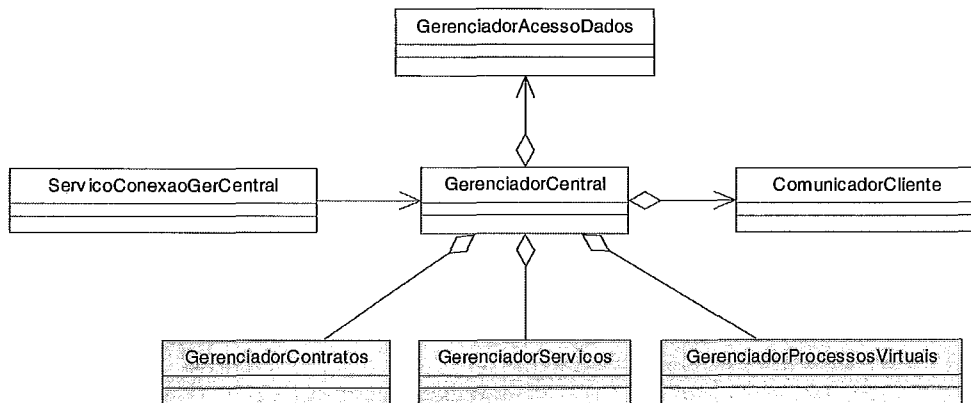 GerenciadorAcessoDados
ServicoConexaoGerCentral
GerenciadorCentral
ComunicadorCliente
GerenciadorContratos
GerenciadorServicos
GerenciadorProcessosVirtuais